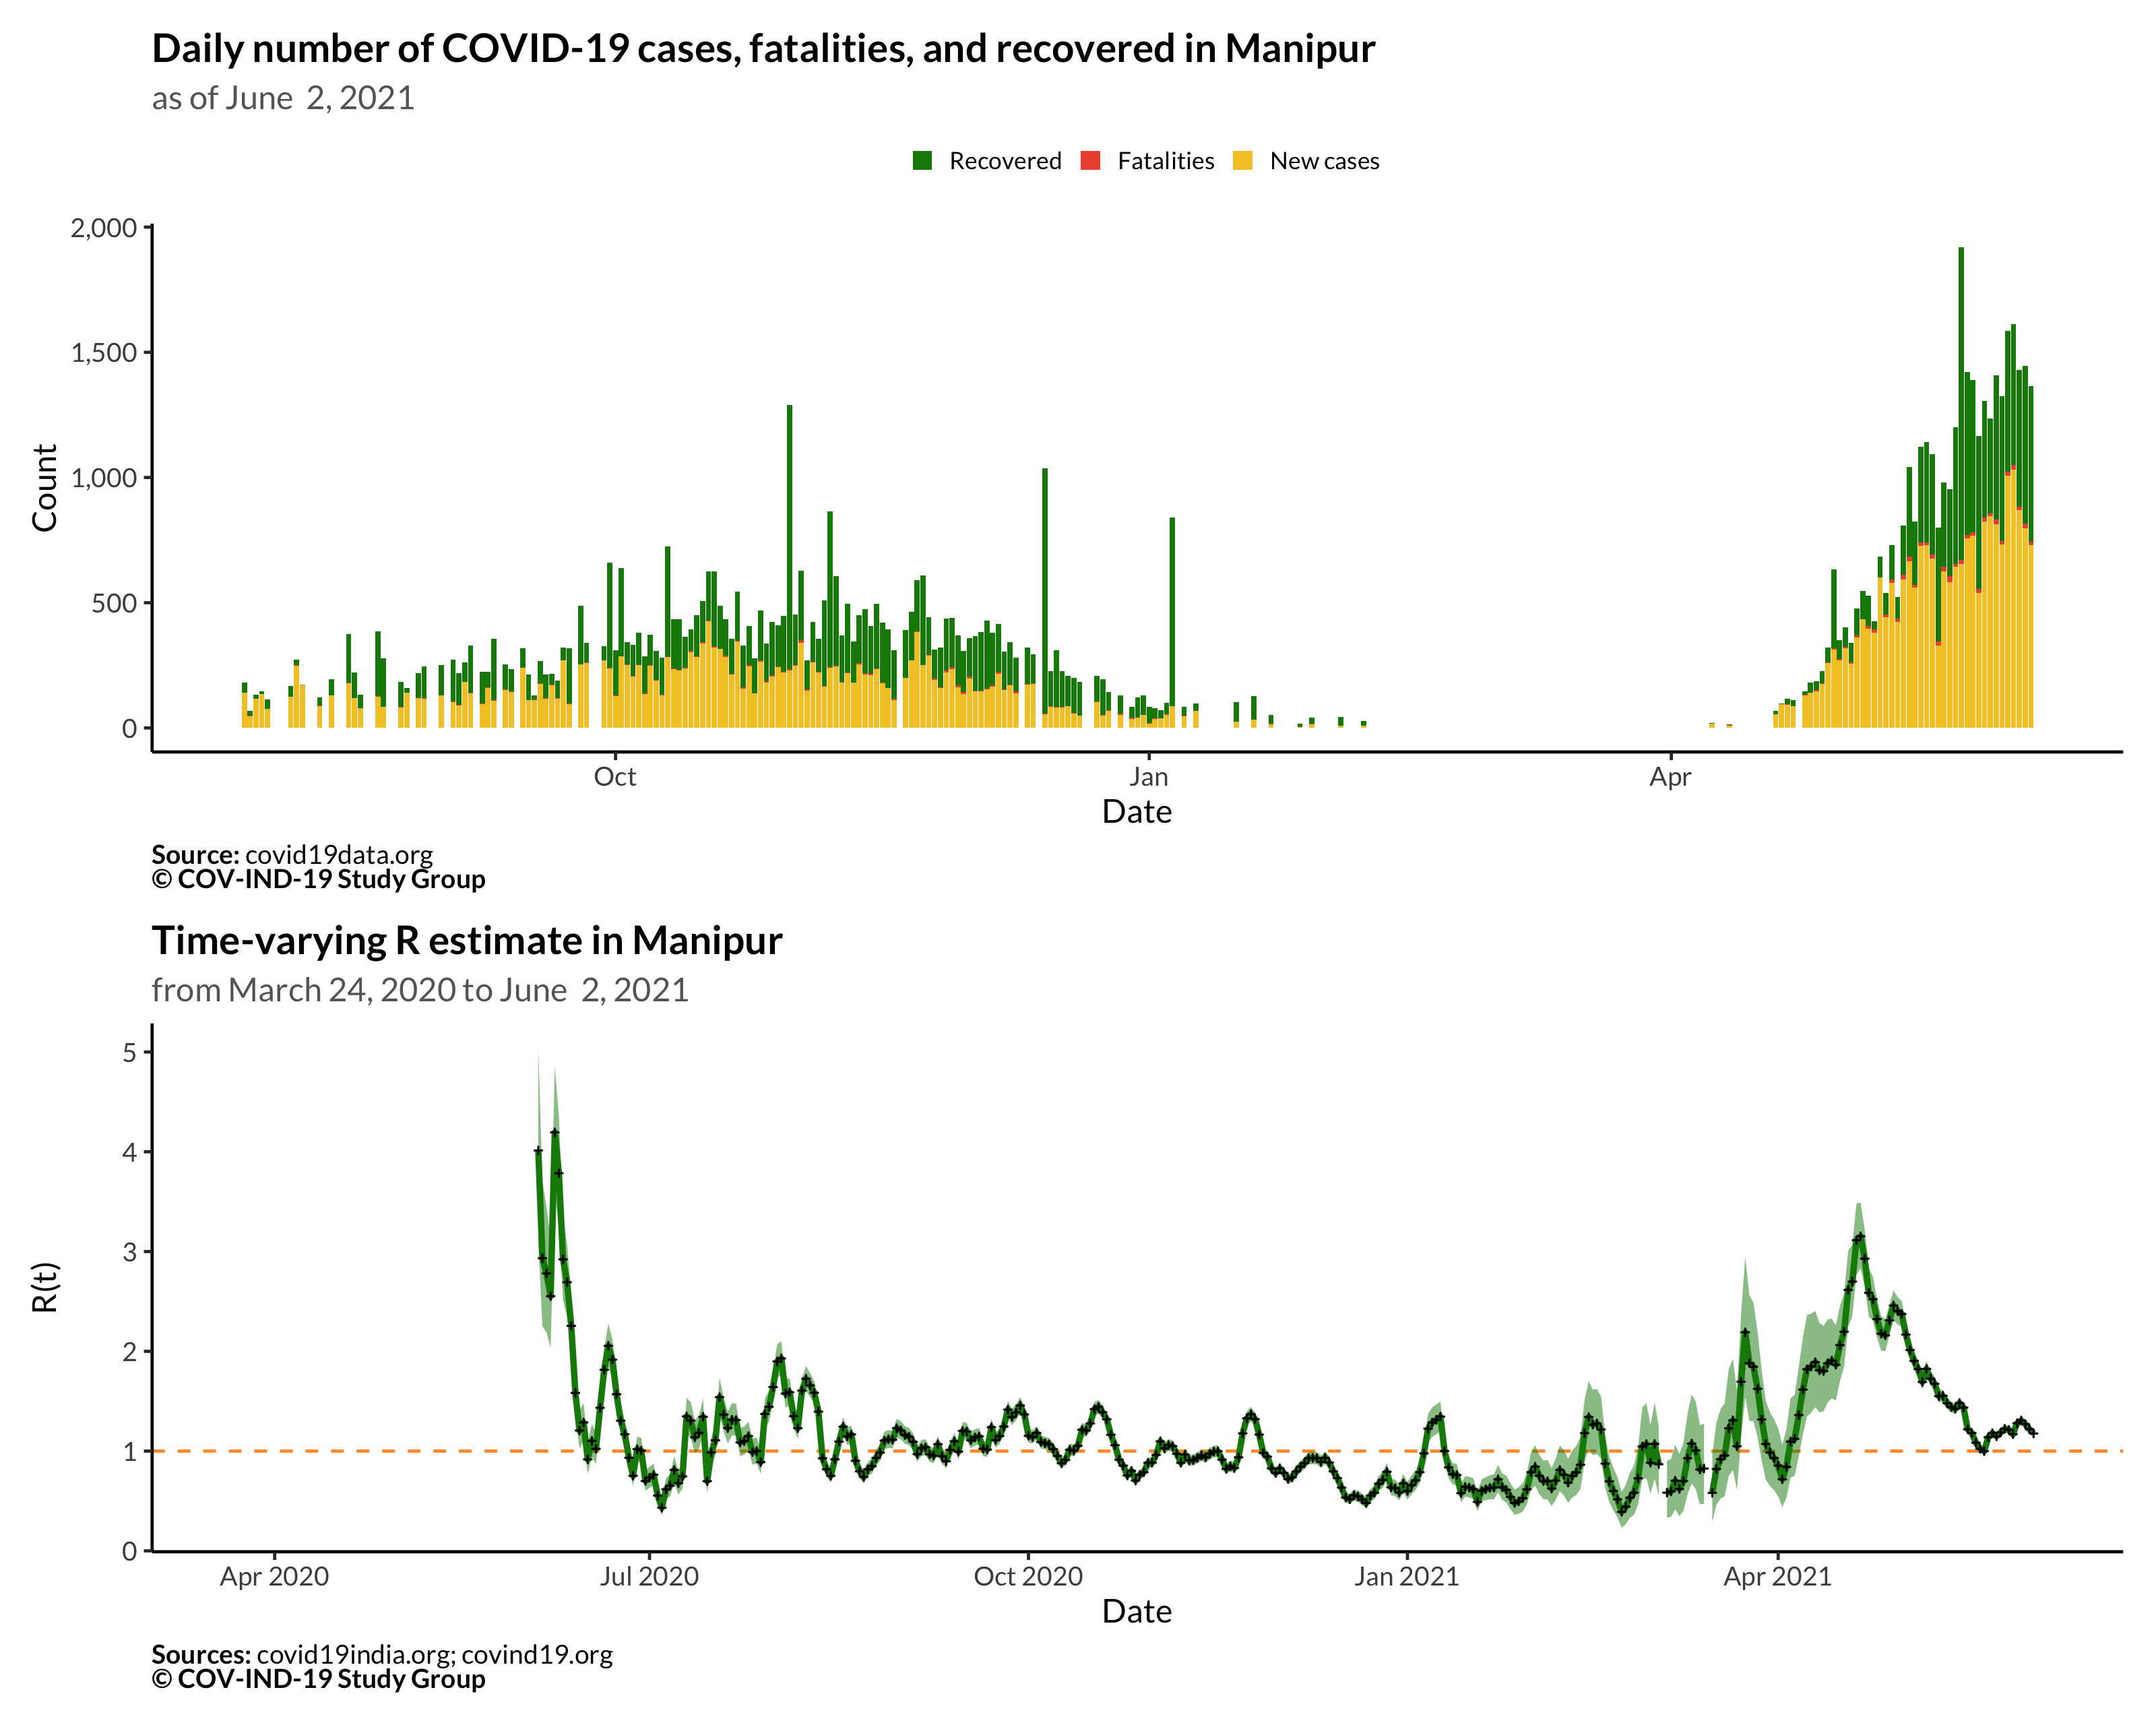 Daily number of COVID-19 cases, fatalities, and recovered in Manipur
as of June  2, 2021
Recovered Fatalities New cases
2,000
1,500
1,000
500
0
Count
Oct Jan Apr
Date
Source: covid19data.org
© COV-IND-19 Study Group
Time-varying R estimate in Manipur
from March 24, 2020 to June  2, 2021
5
4
3
2
1
0
R(t)
Apr 2020 Jul 2020 Oct 2020 Jan 2021 Apr 2021
Date
Sources: covid19india.org; covind19.org
© COV-IND-19 Study Group